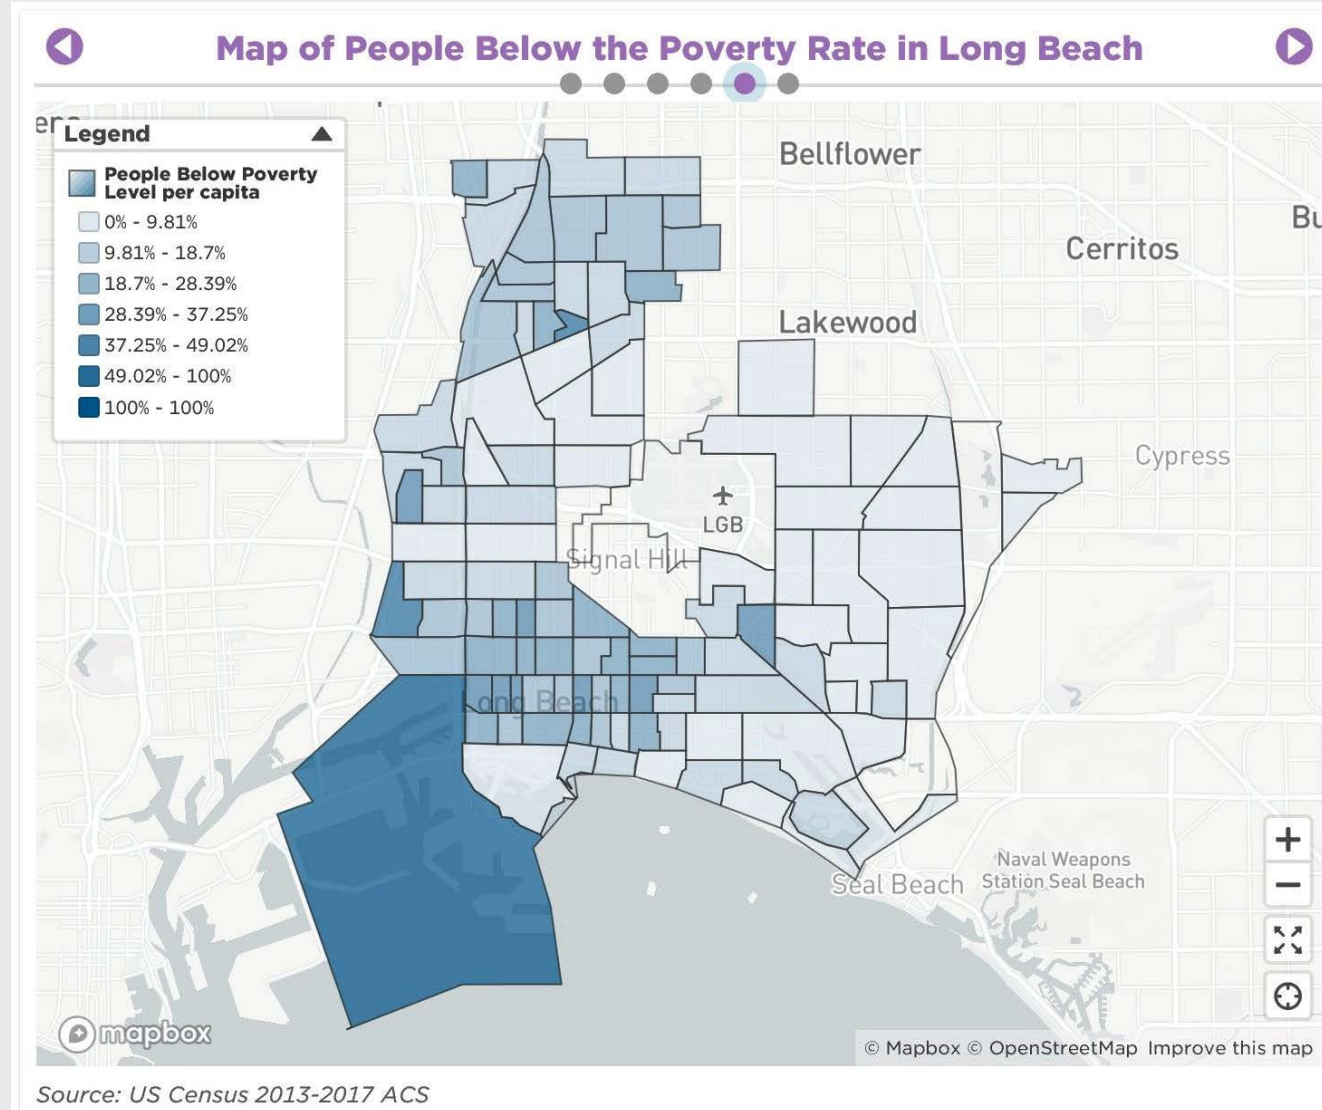 Map of People Below the Poverty Rate in Long Beach
Legend
People Below Poverty
Level per capita
0% - 9.81%
9.81% - 18.7%
18.7% - 28.39%
28.39% - 37.25%
37.25% - 49.02%
49.02% - 100%
100% - 100%
Bellflower
Bu
Cerritos
Lakewood
Cypress
LGB
Signal Hill
Long Beach
Naval Weapons
Station Seal Beach
Seal Beach
+
−
mapbox
© Mapbox © OpenStreetMap Improve this map
Source: US Census 2013-2017 ACS